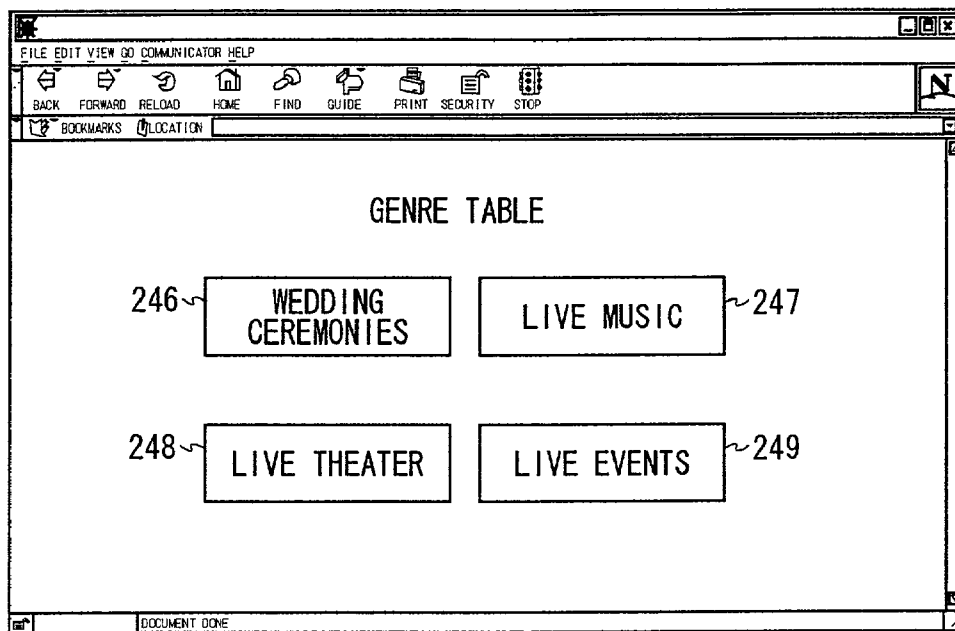 FILE EDIT VIEW GO COMMUNICATOR HELP
BACK FORWARD RELOAD HOME FIND GUIDE PRINT SECURITY STOP
N
BOOKMARKS LOCATION
GENRE TABLE
246 WEDDING CEREMONIES LIVE MUSIC 247
248 LIVE THEATER LIVE EVENTS 249
DOCUMENT DONE